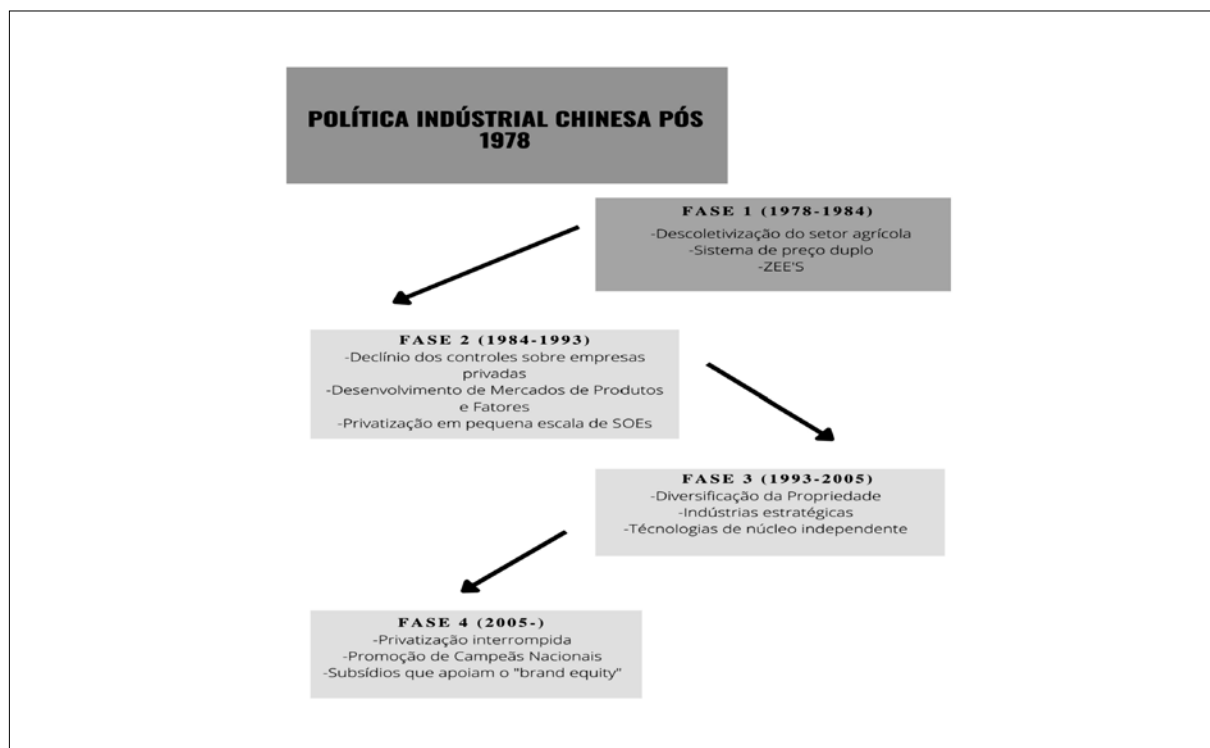 POLÍTICA INDÚSTRIAL CHINESA PÓS
1978
FASE 1 (1978-1984)
-Descoletivização do setor agrícola
-Sistema de preço duplo
-ZEE'S
FASE 2 (1984-1993)
-Declínio dos controles sobre empresas
privadas
-Desenvolvimento de Mercados de Produtos
e Fatores
-Privatização em pequena escala de SOEs
FASE 3 (1993-2005)
-Diversificação da Propriedade
-Indústrias estratégicas
-Técnologias de núcleo independente
FASE 4 (2005-)
-Privatização interrompida
-Promoção de Campeãs Nacionais
-Subsídios que apoiam o "brand equity"